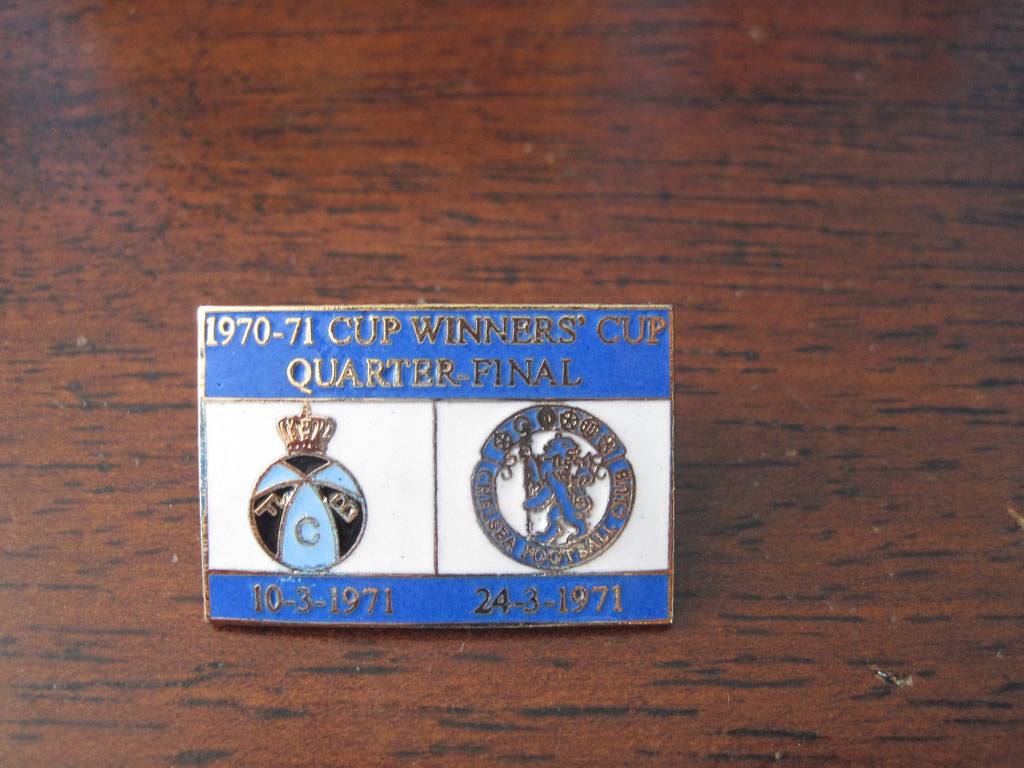 1970-71 CUP WINNERS' CUP
QUARTER-FINAL
F B
C
CHELSEA FOOTBALL CLUB
10-3-1971
24-3-1971